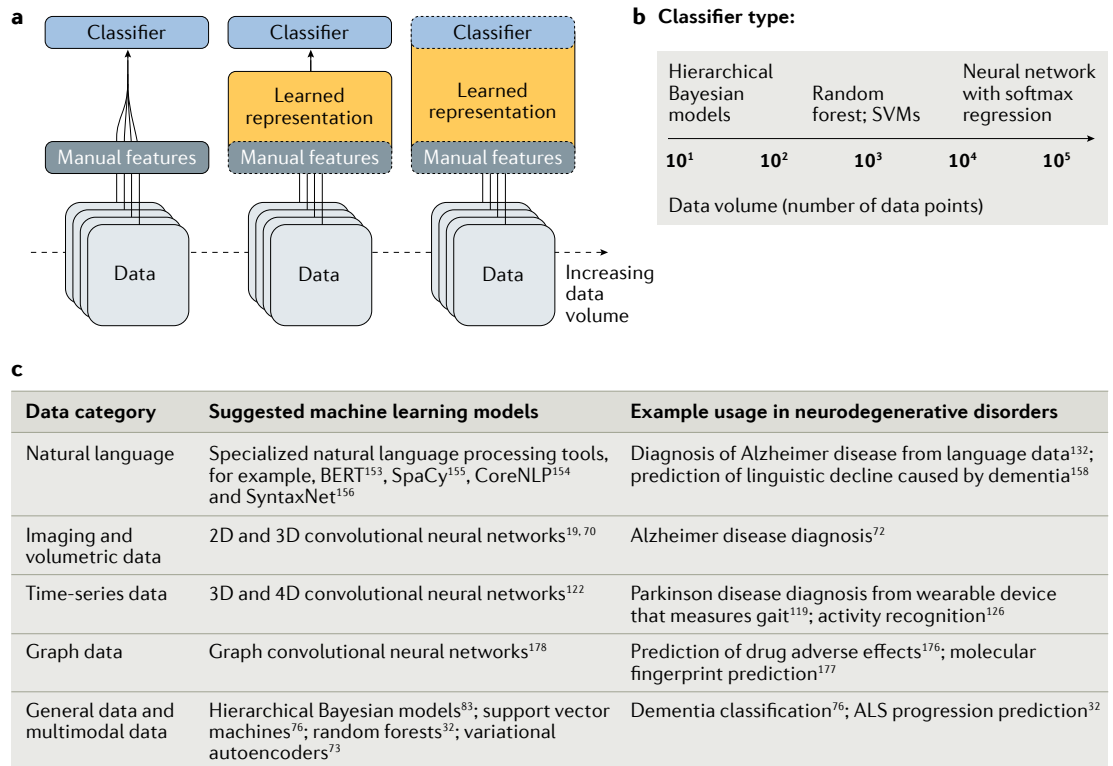 a
Classifier
Classifier
Classifier
Learned
representation
Learned
representation
Manual features
Manual features
Manual features
Data
Data
Data
Increasing
data
volume
b Classifier type:
Hierarchical
Bayesian
models
Random
forest; SVMs
Neural network
with softmax
regression
10¹ 10² 10³ 10⁴ 10⁵
Data volume (number of data points)
c
Data category Suggested machine learning models Example usage in neurodegenerative disorders
Natural language
Specialized natural language processing tools,
for example, BERT¹⁵³, SpaCy¹⁵⁵, CoreNLP¹⁵⁴
and SyntaxNet¹⁵⁶
Diagnosis of Alzheimer disease from language data¹³²;
prediction of linguistic decline caused by dementia¹⁵⁸
Imaging and
volumetric data
2D and 3D convolutional neural networks¹⁹,⁷⁰
Alzheimer disease diagnosis⁷²
Time-series data
3D and 4D convolutional neural networks¹²²
Parkinson disease diagnosis from wearable device
that measures gait¹¹⁹; activity recognition¹²⁶
Graph data
Graph convolutional neural networks¹⁷⁸
Prediction of drug adverse effects¹⁷⁶; molecular
fingerprint prediction¹⁷⁷
General data and
multimodal data
Hierarchical Bayesian models⁸³; support vector
machines⁷⁶; random forests³²; variational
autoencoders⁷³
Dementia classification⁷⁶; ALS progression prediction³²